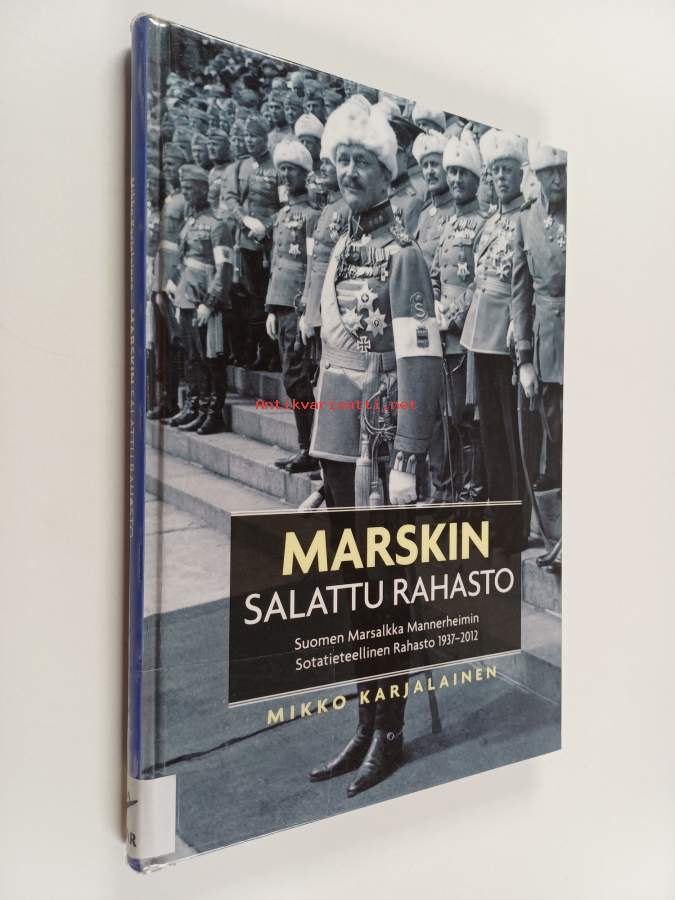 MARSKIN
SALATTU RAHASTO
Suomen Marsalkka Mannerheimin
Sotatieteellinen Rahasto 1937–2012
MIKKO KARJALAINEN
Mikko Karjalainen MARSKIN SALATTU RAHASTO
Antikvariaatti.net
S